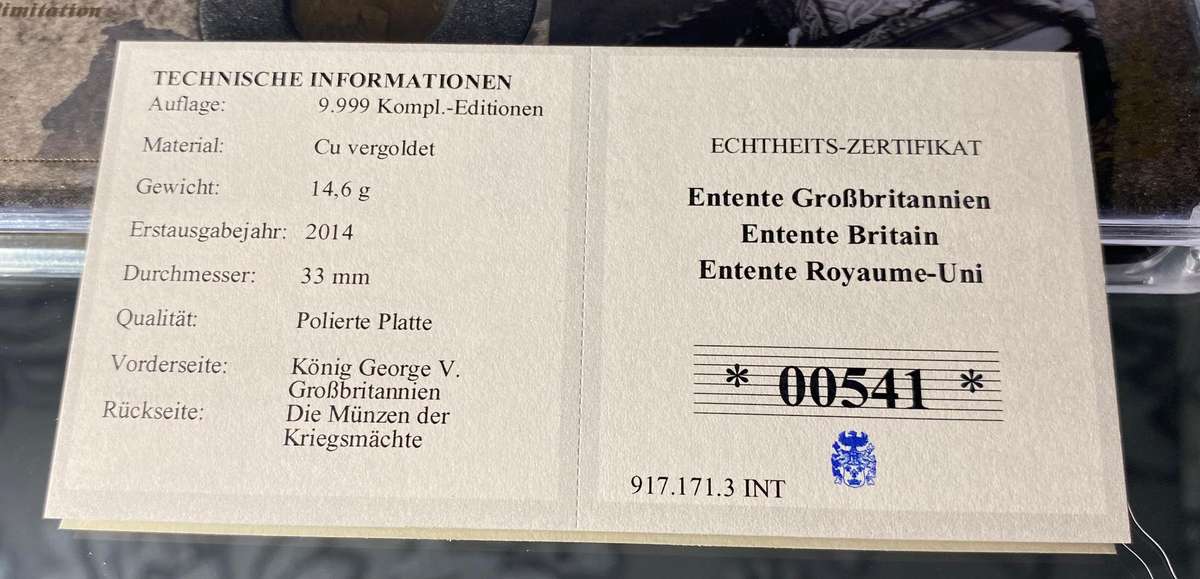 limitation
TECHNISCHE INFORMATIONEN
Auflage: 9.999 Kompl.-Editionen
Material: Cu vergoldet
Gewicht: 14,6 g
Erstausgabejahr: 2014
Durchmesser: 33 mm
Qualität: Polierte Platte
Vorderseite: König George V.
Großbritannien
Rückseite: Die Münzen der
Kriegsmächte
ECHTHEITS-ZERTIFIKAT
Entente Großbritannien
Entente Britain
Entente Royaume-Uni
* 00541 *
917.171.3 INT